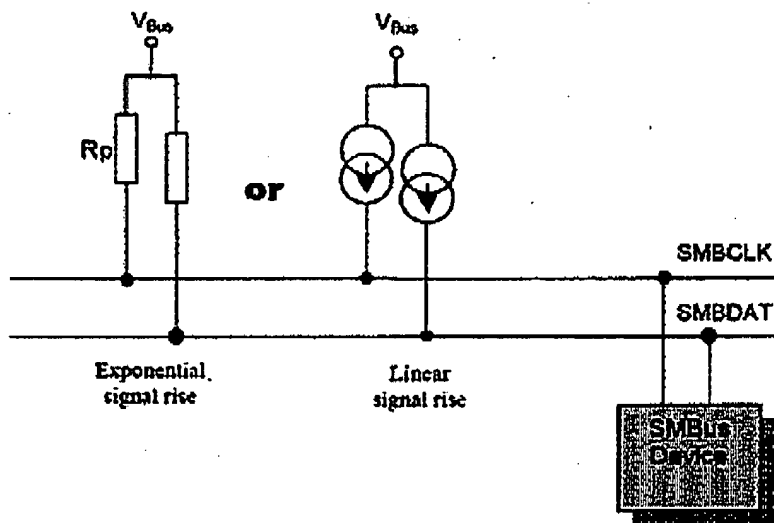 VBus
VBus
Rp
or
SMBCLK
SMBDAT
Exponential
signal rise
Linear
signal rise
SMBus
Device